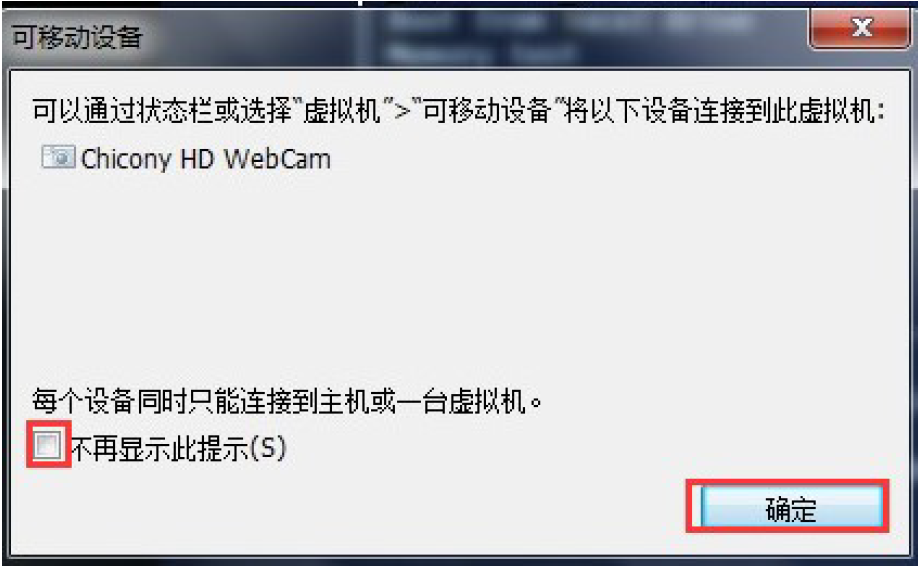 可移动设备
可以通过状态栏或选择“虚拟机”>“可移动设备”将以下设备连接到此虚拟机:
Chicony HD WebCam
每个设备同时只能连接到主机或一台虚拟机。
不再显示此提示(S)
确定